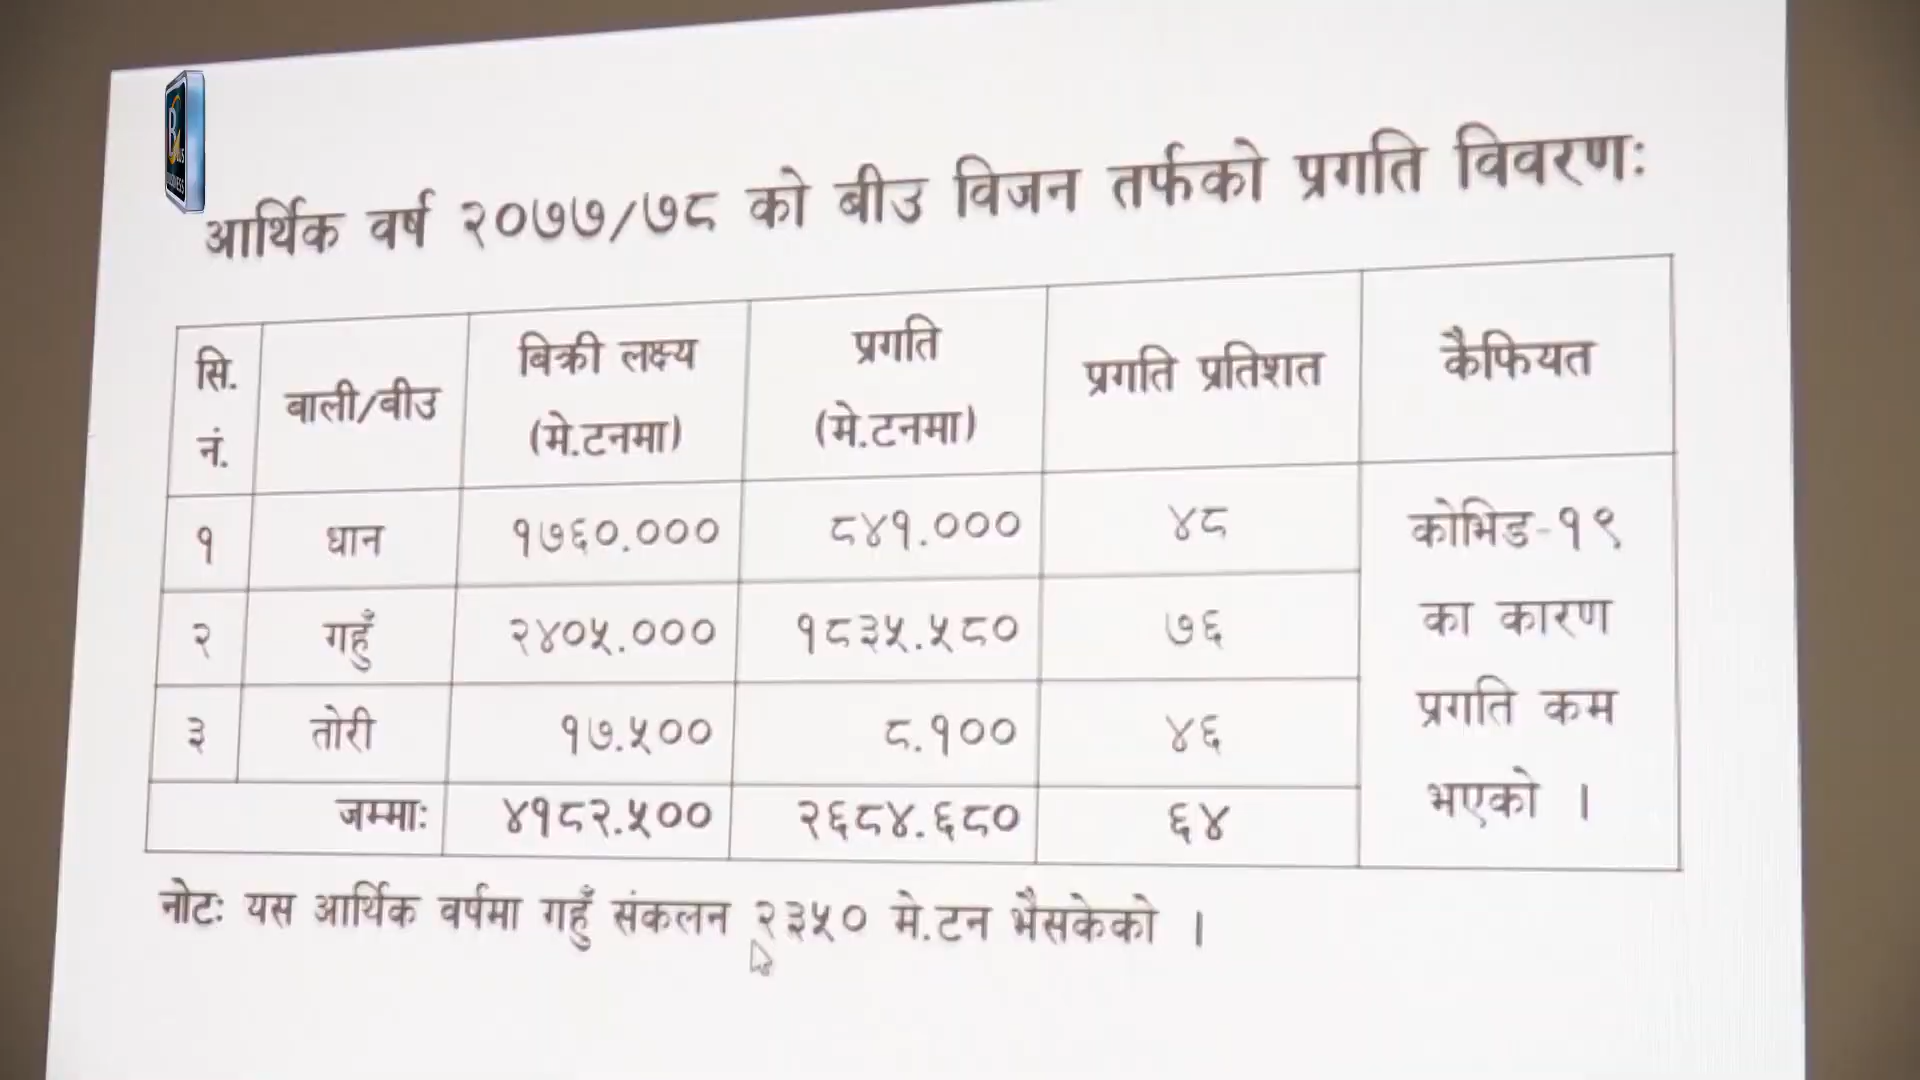 आर्थिक वर्ष २०७७/७८ को बीउ विजन तर्फको प्रगति विवरणः
सि. नं. बाली/बीउ बिक्री लक्ष्य (मे.टनमा) प्रगति (मे.टनमा) प्रगति प्रतिशत कैफियत
१ धान १७६०.००० ८४१.००० ४८ कोभिड-१९
२ गहुँ २४०५.००० १८३५.५८० ७६ का कारण
३ तोरी १७.५०० ८.१०० ४६ प्रगति कम
जम्माः ४१८२.५०० २६८४.६८० ६४ भएको ।
नोटः यस आर्थिक वर्षमा गहुँ संकलन २३५० मे.टन भैसकेको ।